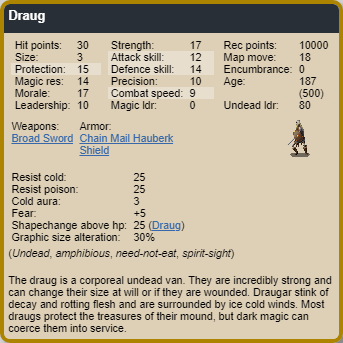 Draug
Hit points: 30 Strength: 17 Rec points: 10000
Size: 3 Attack skill: 12 Map move: 18
Protection: 15 Defence skill: 14 Encumbrance: 0
Magic res: 14 Precision: 10 Age: 187
Morale: 17 Combat speed: 9 (500)
Leadership: 10 Magic ldr: 0 Undead ldr: 80
Weapons: Armor:
Broad Sword Chain Mail Hauberk
Shield
Resist cold: 25
Resist poison: 25
Cold aura: 3
Fear: +5
Shapechange above hp: 25 (Draug)
Graphic size alteration: 30%
(Undead, amphibious, need-not-eat, spirit-sight)
The draug is a corporeal undead van. They are incredibly strong and
can change their size at will or if they are wounded. Draugar stink of
decay and rotting flesh and are surrounded by ice cold winds. Most
draugs protect the treasures of their mound, but dark magic can
coerce them into service.